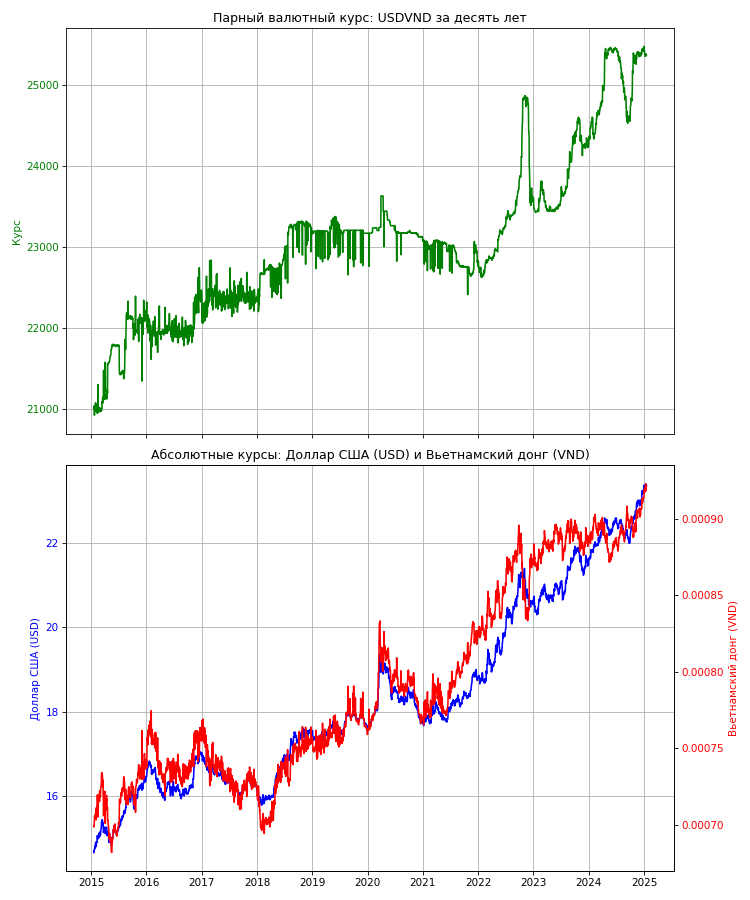 Парный валютный курс: USDVND за десять лет
25000
24000
23000
22000
21000
Курс
Абсолютные курсы: Доллар США (USD) и Вьетнамский донг (VND)
22
20
18
16
Доллар США (USD)
0.00090
0.00085
0.00080
0.00075
0.00070
Вьетнамский донг (VND)
2015 2016 2017 2018 2019 2020 2021 2022 2023 2024 2025